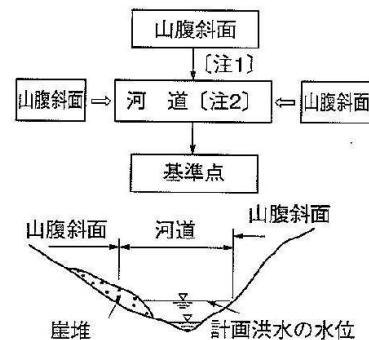 山腹斜面
〔注1〕
山腹斜面 ⇒ 河 道〔注2〕 ⇐ 山腹斜面
基準点
山腹斜面
山腹斜面 河道
崖堆 計画洪水の水位